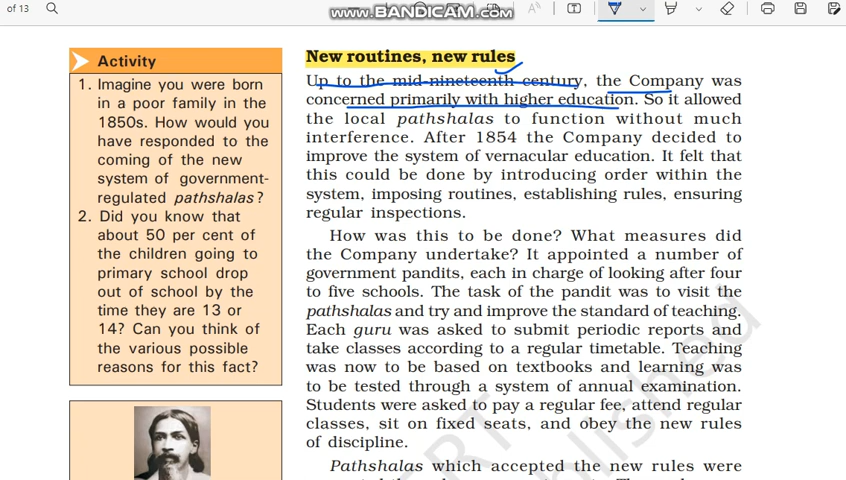 of 13
www.BANDICAM.com
Activity
1. Imagine you were born
in a poor family in the
1850s. How would you
have responded to the
coming of the new
system of government-
regulated pathshalas?
2. Did you know that
about 50 per cent of
the children going to
primary school drop
out of school by the
time they are 13 or
14? Can you think of
the various possible
reasons for this fact?
New routines, new rules
Up to the mid-nineteenth century, the Company was
concerned primarily with higher education. So it allowed
the local pathshalas to function without much
interference. After 1854 the Company decided to
improve the system of vernacular education. It felt that
this could be done by introducing order within the
system, imposing routines, establishing rules, ensuring
regular inspections.
How was this to be done? What measures did
the Company undertake? It appointed a number of
government pandits, each in charge of looking after four
to five schools. The task of the pandit was to visit the
pathshalas and try and improve the standard of teaching.
Each guru was asked to submit periodic reports and
take classes according to a regular timetable. Teaching
was now to be based on textbooks and learning was
to be tested through a system of annual examination.
Students were asked to pay a regular fee, attend regular
classes, sit on fixed seats, and obey the new rules
of discipline.
Pathshalas which accepted the new rules were